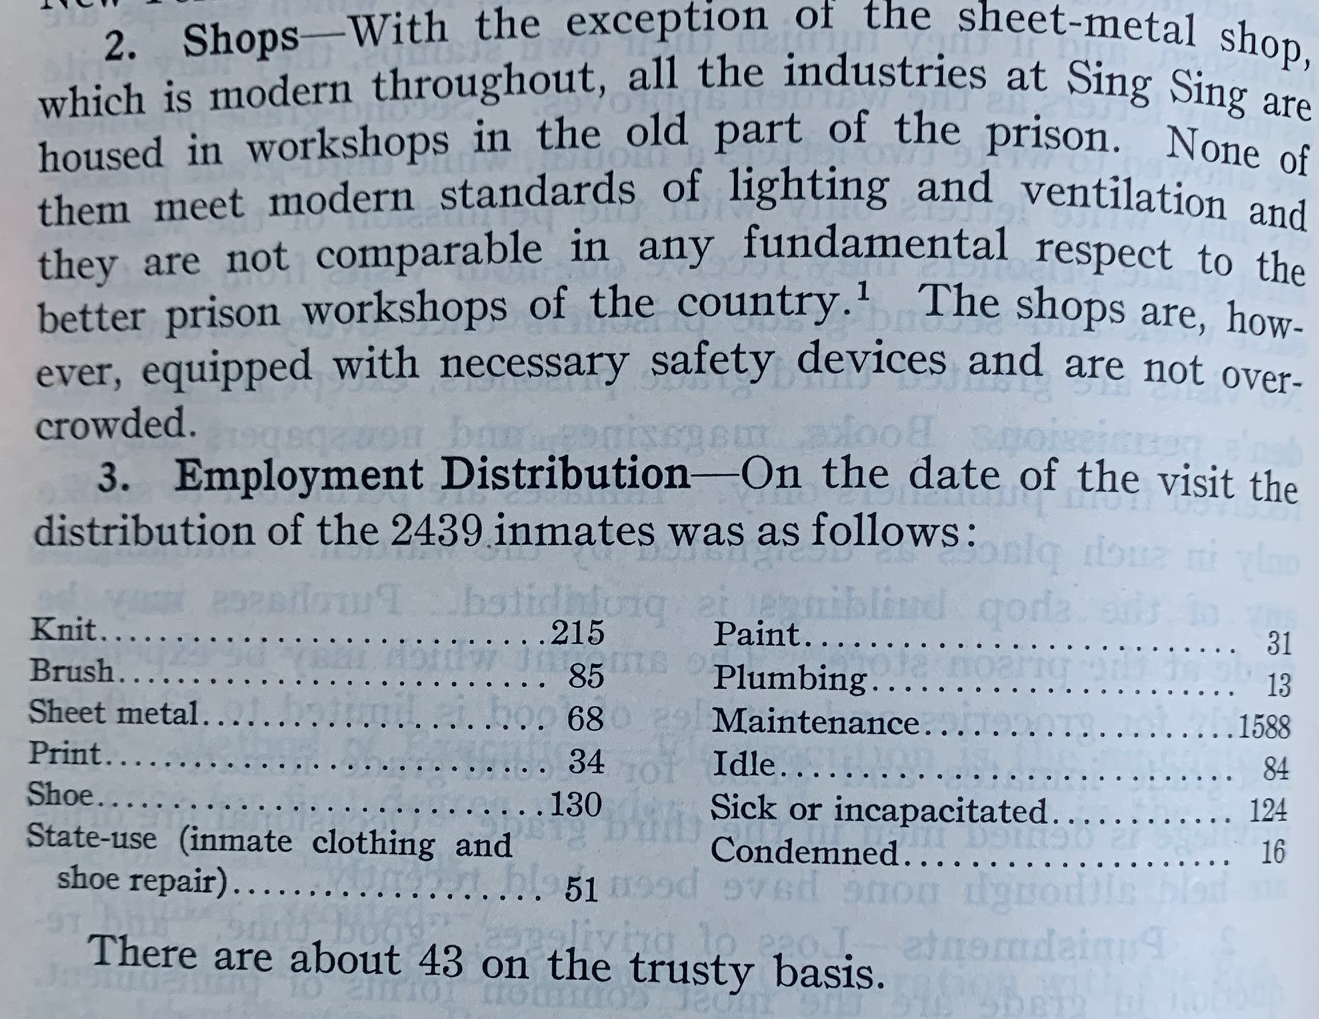 2. Shops—With the exception of the sheet-metal shop,
which is modern throughout, all the industries at Sing Sing are
housed in workshops in the old part of the prison. None of
them meet modern standards of lighting and ventilation and
they are not comparable in any fundamental respect to the
better prison workshops of the country.¹ The shops are, how-
ever, equipped with necessary safety devices and are not over-
crowded.
3. Employment Distribution—On the date of the visit the
distribution of the 2439 inmates was as follows:
Knit............................215
Brush........................... 85
Sheet metal..................... 68
Print........................... 34
Shoe............................130
State-use (inmate clothing and
shoe repair).................... 51
Paint........................... 31
Plumbing........................ 13
Maintenance.....................1588
Idle............................ 84
Sick or incapacitated........... 124
Condemned....................... 16
There are about 43 on the trusty basis.